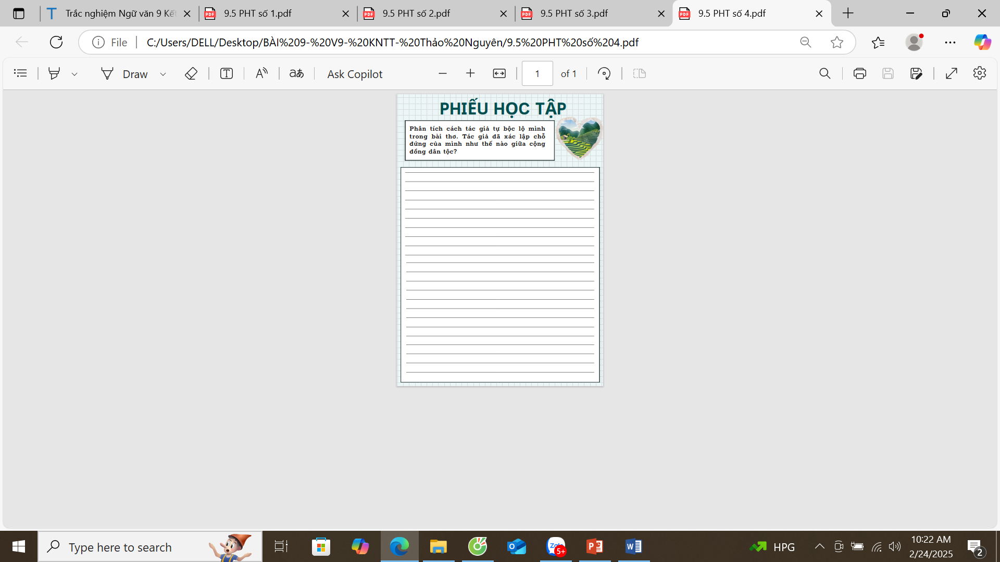 Trắc nghiệm Ngữ văn 9 Kết
9.5 PHT số 1.pdf
9.5 PHT số 2.pdf
9.5 PHT số 3.pdf
9.5 PHT số 4.pdf
File
C:/Users/DELL/Desktop/BÀI%209-%20V9-%20KNTT-%20Thảo%20Nguyên/9.5%20PHT%20số%204.pdf
Draw
T
A
aあ
Ask Copilot
1
of 1
PHIẾU HỌC TẬP
Phân tích cách tác giả tự bộc lộ mình
trong bài thơ. Tác giả đã xác lập chỗ
đứng của mình như thế nào giữa cộng
đồng dân tộc?
Type here to search
Zalo
5+
HPG
10:22 AM
2/24/2025
2